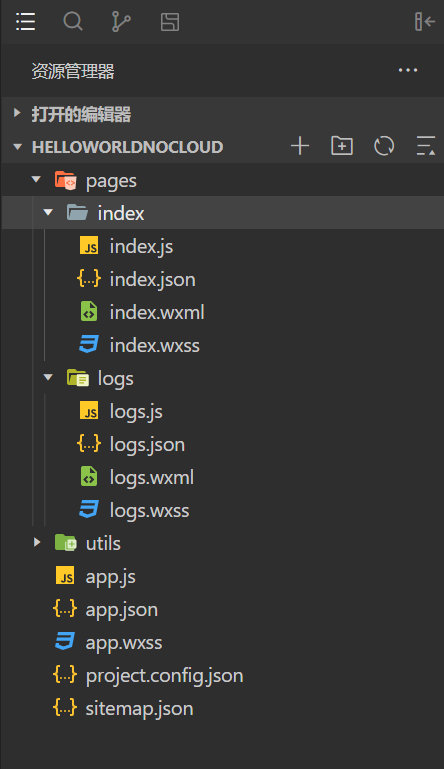 资源管理器
打开的编辑器
HELLOWORLDNOCLOUD
pages
index
JS index.js
{..} index.json
index.wxml
index.wxss
logs
JS logs.js
{..} logs.json
logs.wxml
logs.wxss
utils
JS app.js
{..} app.json
app.wxss
{..} project.config.json
{..} sitemap.json